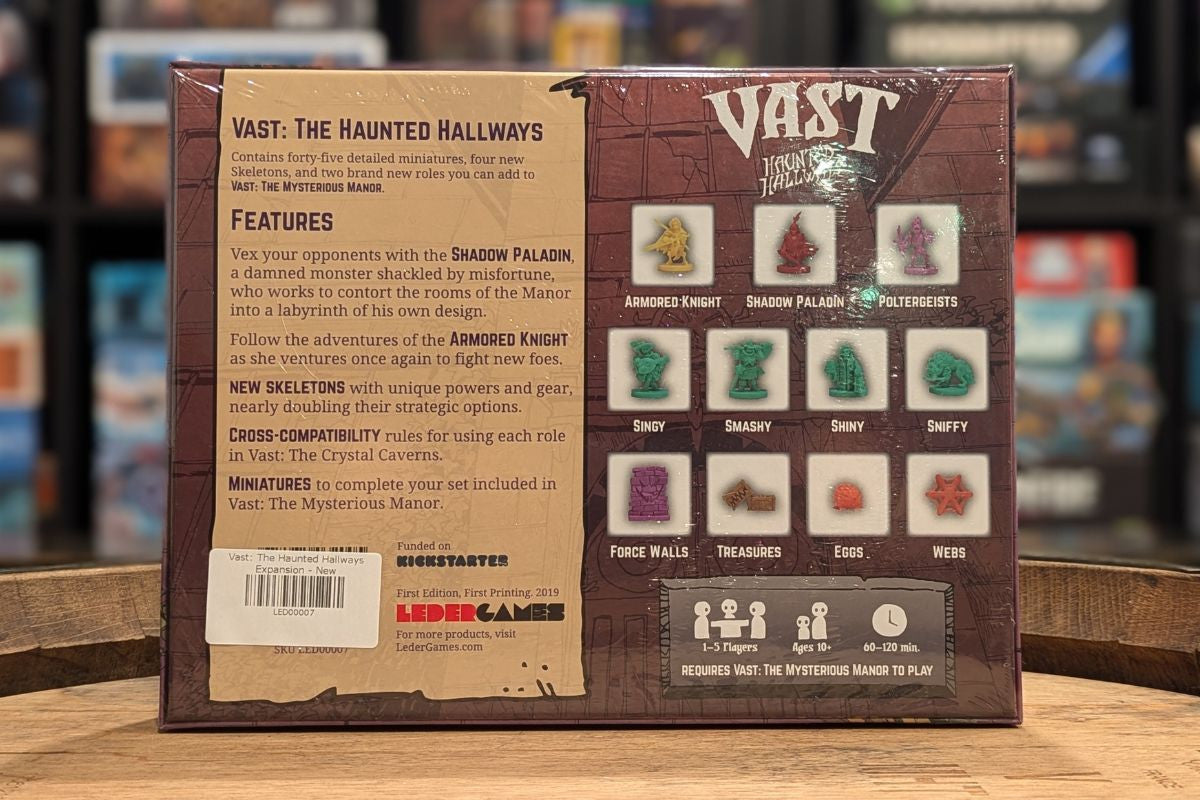 VAST: THE HAUNTED HALLWAYS
Contains forty-five detailed miniatures, four new
Skeletons, and two brand new roles you can add to
VAST: THE MYSTERIOUS MANOR.
FEATURES
Vex your opponents with the SHADOW PALADIN,
a damned monster shackled by misfortune,
who works to contort the rooms of the Manor
into a labyrinth of his own design.
Follow the adventures of the ARMORED KNIGHT
as she ventures once again to fight new foes.
NEW SKELETONS with unique powers and gear,
nearly doubling their strategic options.
CROSS-COMPATIBILITY rules for using each role
in Vast: The Crystal Caverns.
MINIATURES to complete your set included in
Vast: The Mysterious Manor.
Vast: The Haunted Hallways
Expansion - New
LED00007
SKU LED00007
Funded on
KICKSTARTER
First Edition, First Printing. 2019
LEDERGAMES
For more products, visit
LederGames.com
VAST
HAUNTED
HALLWAYS
ARMORED KNIGHT
SHADOW PALADIN
POLTERGEISTS
SINGY
SMASHY
SHINY
SNIFFY
FORCE WALLS
TREASURES
EGGS
WEBS
1-5 Players
Ages 10+
60-120 min.
REQUIRES VAST: THE MYSTERIOUS MANOR TO PLAY